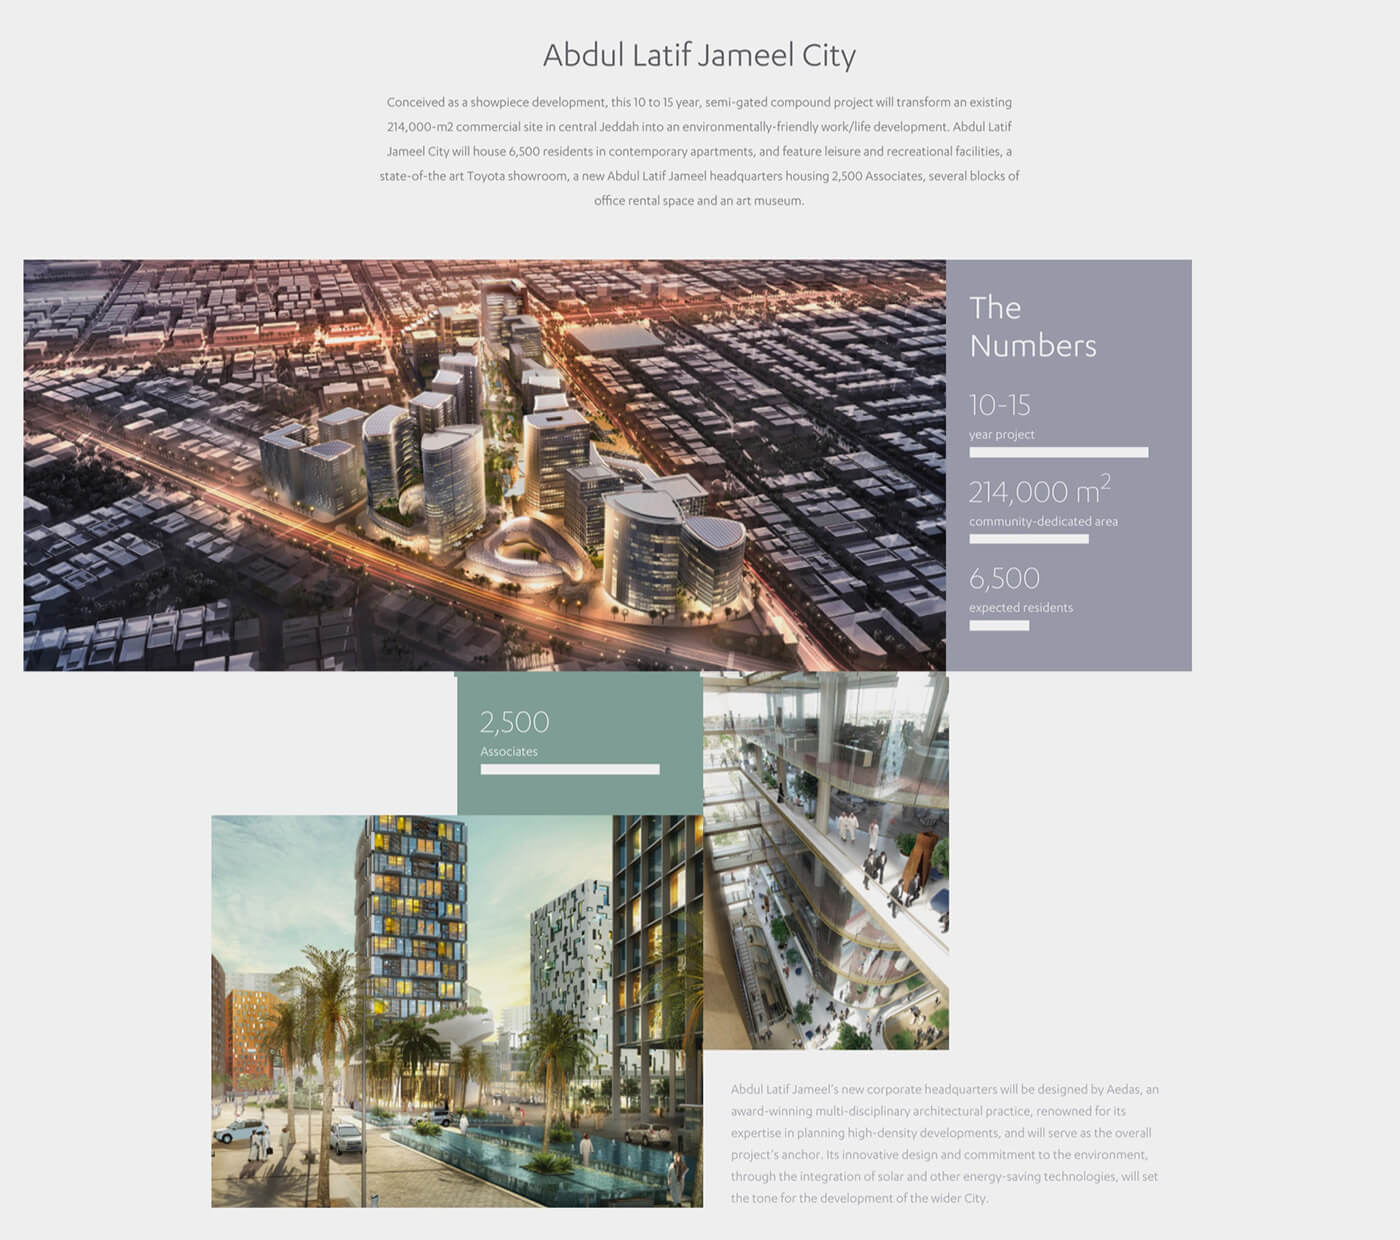 Abdul Latif Jameel City
Conceived as a showpiece development, this 10 to 15 year, semi-gated compound project will transform an existing
214,000-m2 commercial site in central Jeddah into an environmentally-friendly work/life development. Abdul Latif
Jameel City will house 6,500 residents in contemporary apartments, and feature leisure and recreational facilities, a
state-of-the art Toyota showroom, a new Abdul Latif Jameel headquarters housing 2,500 Associates, several blocks of
office rental space and an art museum.
The
Numbers
10-15
year project
214,000 m²
community-dedicated area
6,500
expected residents
2,500
Associates
Abdul Latif Jameel's new corporate headquarters will be designed by Aedas, an
award-winning multi-disciplinary architectural practice, renowned for its
expertise in planning high-density developments, and will serve as the overall
project's anchor. Its innovative design and commitment to the environment,
through the integration of solar and other energy-saving technologies, will set
the tone for the development of the wider City.